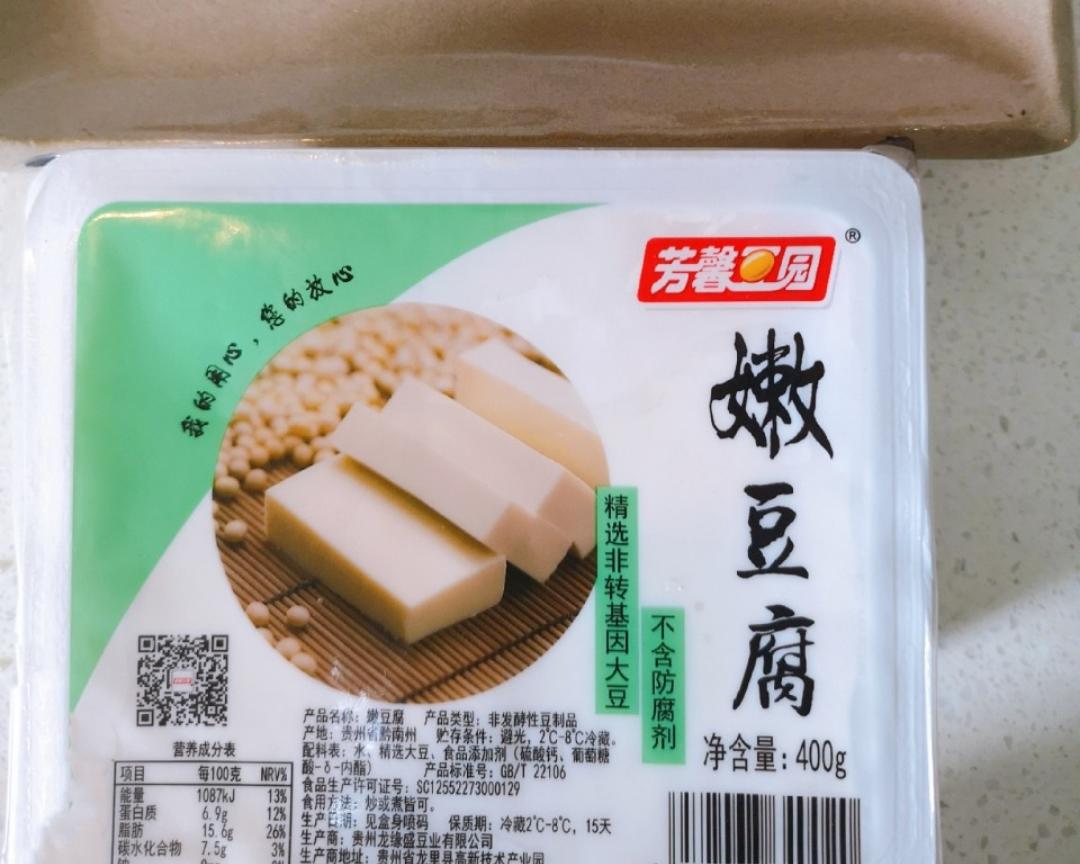 芳馨豆园®
我的用心，您的放心
嫩豆腐
精选非转基因大豆
不含防腐剂
净含量：400g
产品名称：嫩豆腐 产品类型：非发酵性豆制品
产地：贵州省黔南州 贮存条件：避光，2℃-8℃冷藏。
配料表：水、精选大豆、食品添加剂（硫酸钙、葡萄糖
酸-δ-内酯） 产品标准号：GB/T 22106
食品生产许可证号：SC12552273000129
食用方法：炒或煮皆可。
生产日期：见盒身喷码 保质期：冷藏2℃-8℃，15天
生产商：贵州龙缘盛豆业有限公司
生产商地址：贵州省龙里县高新技术产业园
营养成分表
项目 每100克 NRV%
能量 1087kJ 13%
蛋白质 6.9g 12%
脂肪 15.6g 26%
碳水化合物 7.5g 3%